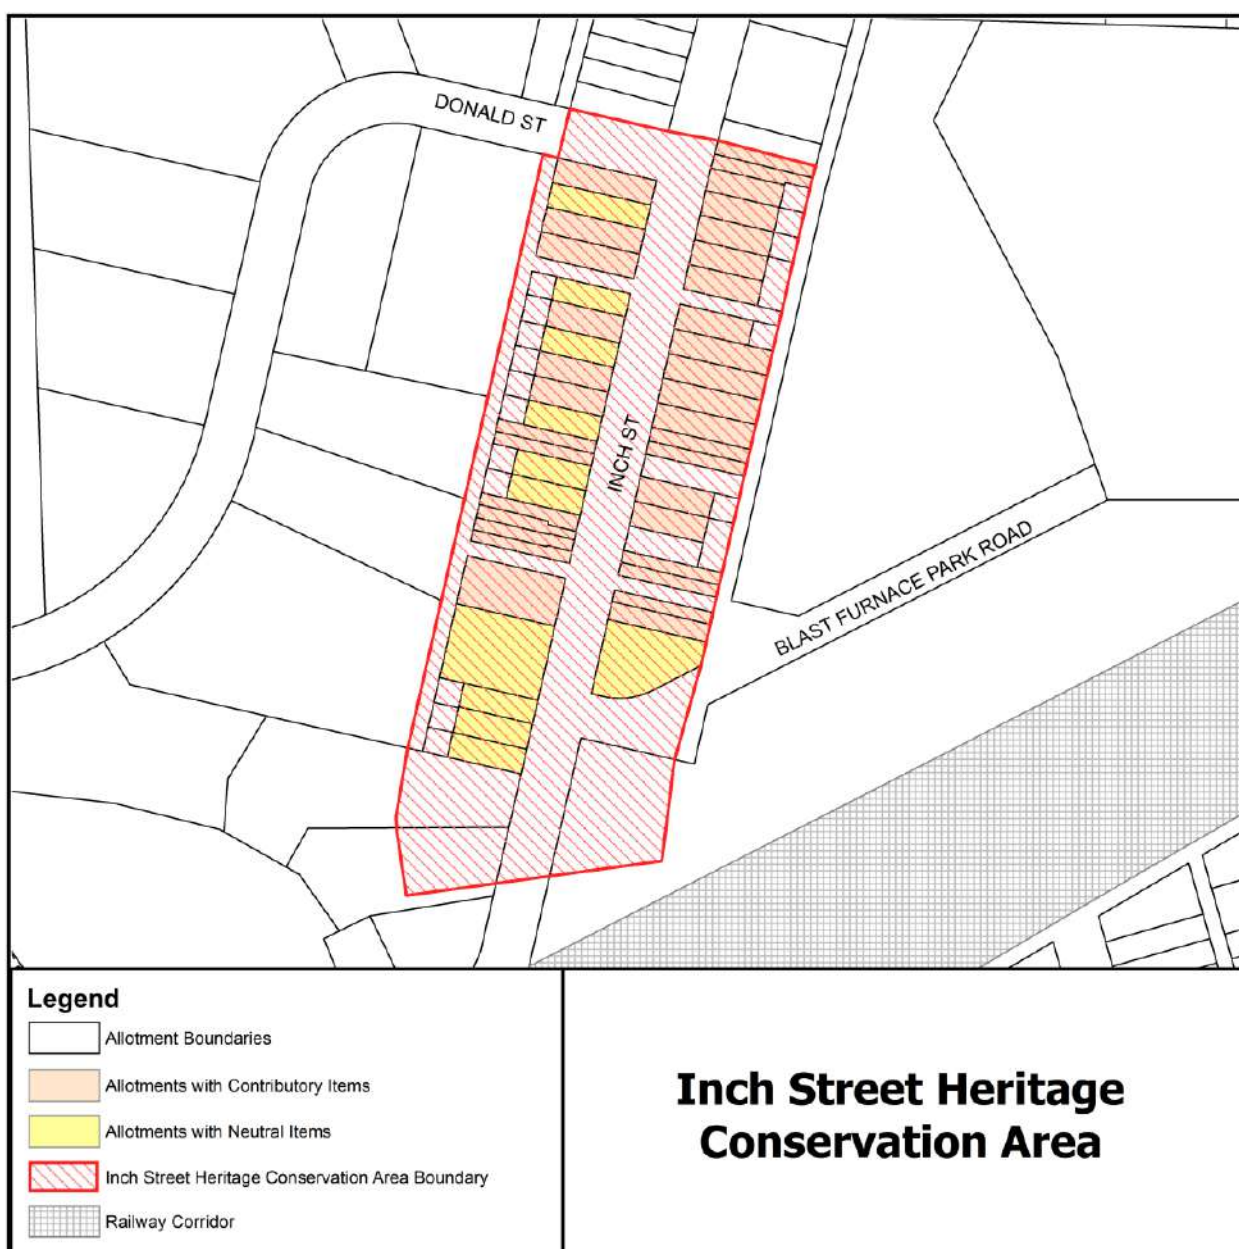 DONALD ST
INCH ST
BLAST FURNACE PARK ROAD
Legend
Allotment Boundaries
Allotments with Contributory Items
Allotments with Neutral Items
Inch Street Heritage Conservation Area Boundary
Railway Corridor
Inch Street Heritage
Conservation Area